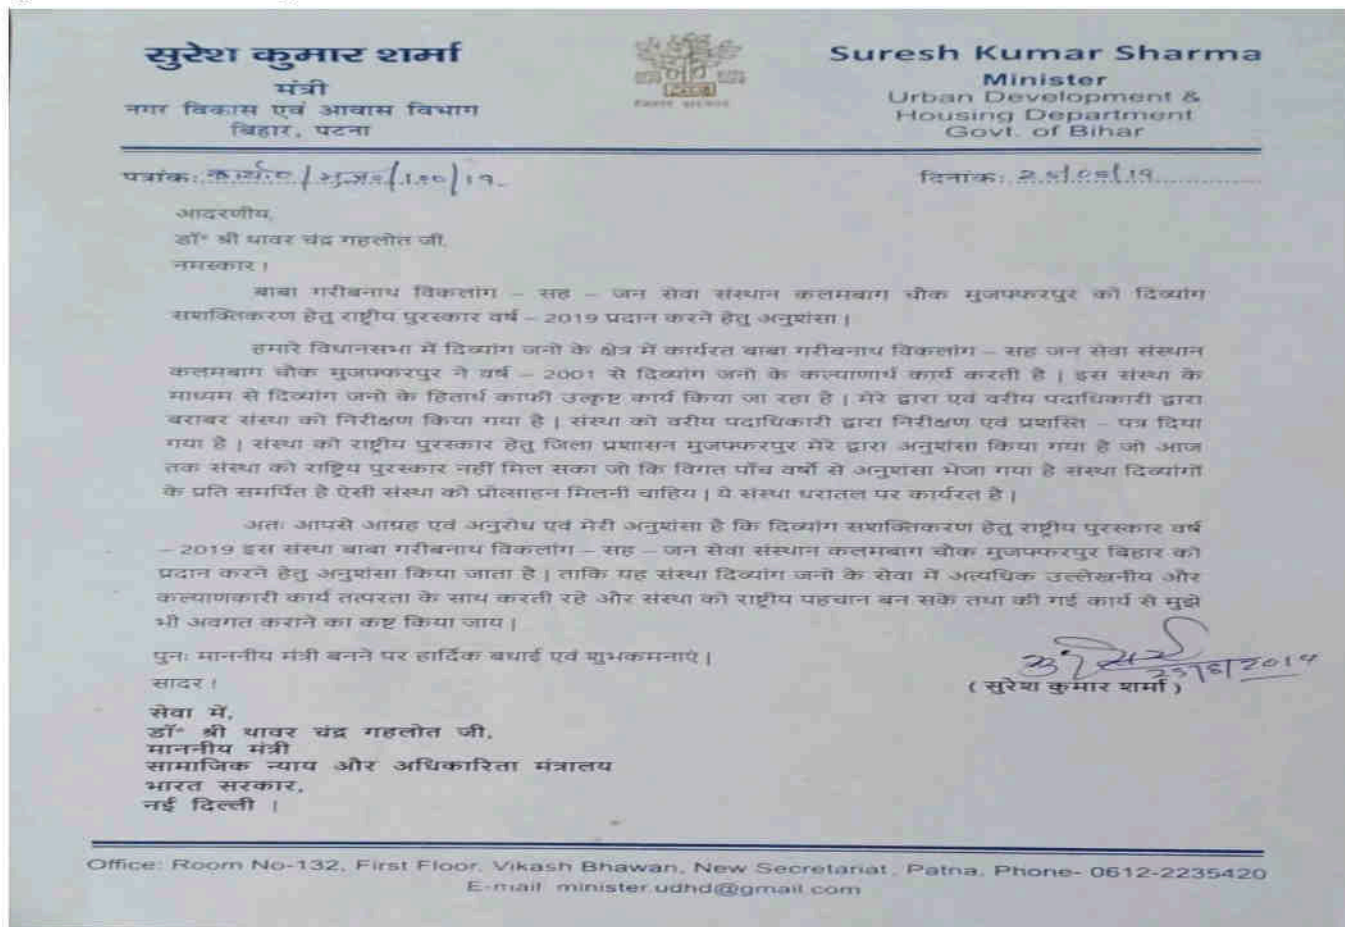 सुरेश कुमार शर्मा
मंत्री
नगर विकास एवं आवास विभाग
बिहार, पटना
Suresh Kumar Sharma
Minister
Urban Development &
Housing Department
Govt. of Bihar
पत्रांक:
दिनांक:
आदरणीय,
डॉ० श्री थावर चंद्र गहलोत जी,
नमस्कार।
बाबा गरीबनाथ विकलांग – सह – जन सेवा संस्थान कलमबाग चौक मुजफ्फरपुर को दिव्यांग
सशक्तिकरण हेतु राष्ट्रीय पुरस्कार वर्ष – 2019 प्रदान करने हेतु अनुशंसा |
हमारे विधानसभा में दिव्यांग जनो के क्षेत्र में कार्यरत बाबा गरीबनाथ विकलांग – सह जन सेवा संस्थान
कलमबाग चौक मुजफ्फरपुर ने वर्ष – 2001 से दिव्यांग जनो के कल्याणार्थ कार्य करती है | इस संस्था के
माध्यम से दिव्यांग जनो के हितार्थ काफी उत्कृष्ट कार्य किया जा रहा है | मेरे द्वारा एवं वरीय पदाधिकारी द्वारा
बराबर संस्था को निरीक्षण किया गया है | संस्था को वरीय पदाधिकारी द्वारा निरीक्षण एवं प्रशस्ति – पत्र दिया
गया है | संस्था को राष्ट्रीय पुरस्कार हेतु जिला प्रशासन मुजफ्फरपुर मेरे द्वारा अनुशंसा किया गया है जो आज
तक संस्था को राष्ट्रिय पुरस्कार नहीं मिल सका जो कि विगत पाँच वर्षो से अनुशंसा भेजा गया है संस्था दिव्यांगों
के प्रति समर्पित है ऐसी संस्था को प्रोत्साहन मिलनी चाहिय | ये संस्था धरातल पर कार्यरत है |
अतः आपसे आग्रह एवं अनुरोध एवं मेरी अनुशंसा है कि दिव्यांग सशक्तिकरण हेतु राष्ट्रीय पुरस्कार वर्ष
– 2019 इस संस्था बाबा गरीबनाथ विकलांग – सह – जन सेवा संस्थान कलमबाग चौक मुजफ्फरपुर बिहार को
प्रदान करने हेतु अनुशंसा किया जाता है | ताकि यह संस्था दिव्यांग जनो के सेवा में अत्यधिक उल्लेखनीय और
कल्याणकारी कार्य तत्परता के साथ करती रहे और संस्था को राष्ट्रीय पहचान बन सके तथा की गई कार्य से मुझे
भी अवगत कराने का कष्ट किया जाय |
पुनः माननीय मंत्री बनने पर हार्दिक बधाई एवं शुभकमनाएं |
सादर।
( सुरेश कुमार शर्मा )
सेवा में,
डॉ० श्री थावर चंद्र गहलोत जी,
माननीय मंत्री
सामाजिक न्याय और अधिकारिता मंत्रालय
भारत सरकार,
नई दिल्ली ।
Office: Room No-132, First Floor, Vikash Bhawan, New Secretariat, Patna, Phone- 0612-2235420
E-mail minister.udhd@gmail.com